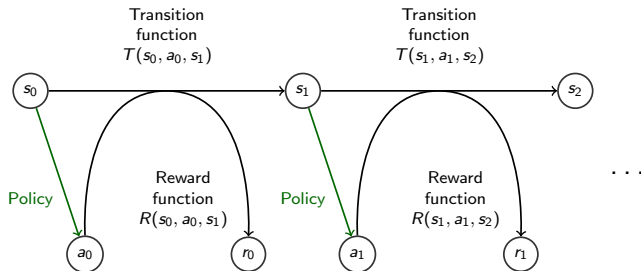 Transition
function
T(s₀, a₀, s₁)
Transition
function
T(s₁, a₁, s₂)
s₀
s₁
s₂
Policy
Reward
function
R(s₀, a₀, s₁)
Policy
Reward
function
R(s₁, a₁, s₂)
. . .
a₀
r₀
a₁
r₁